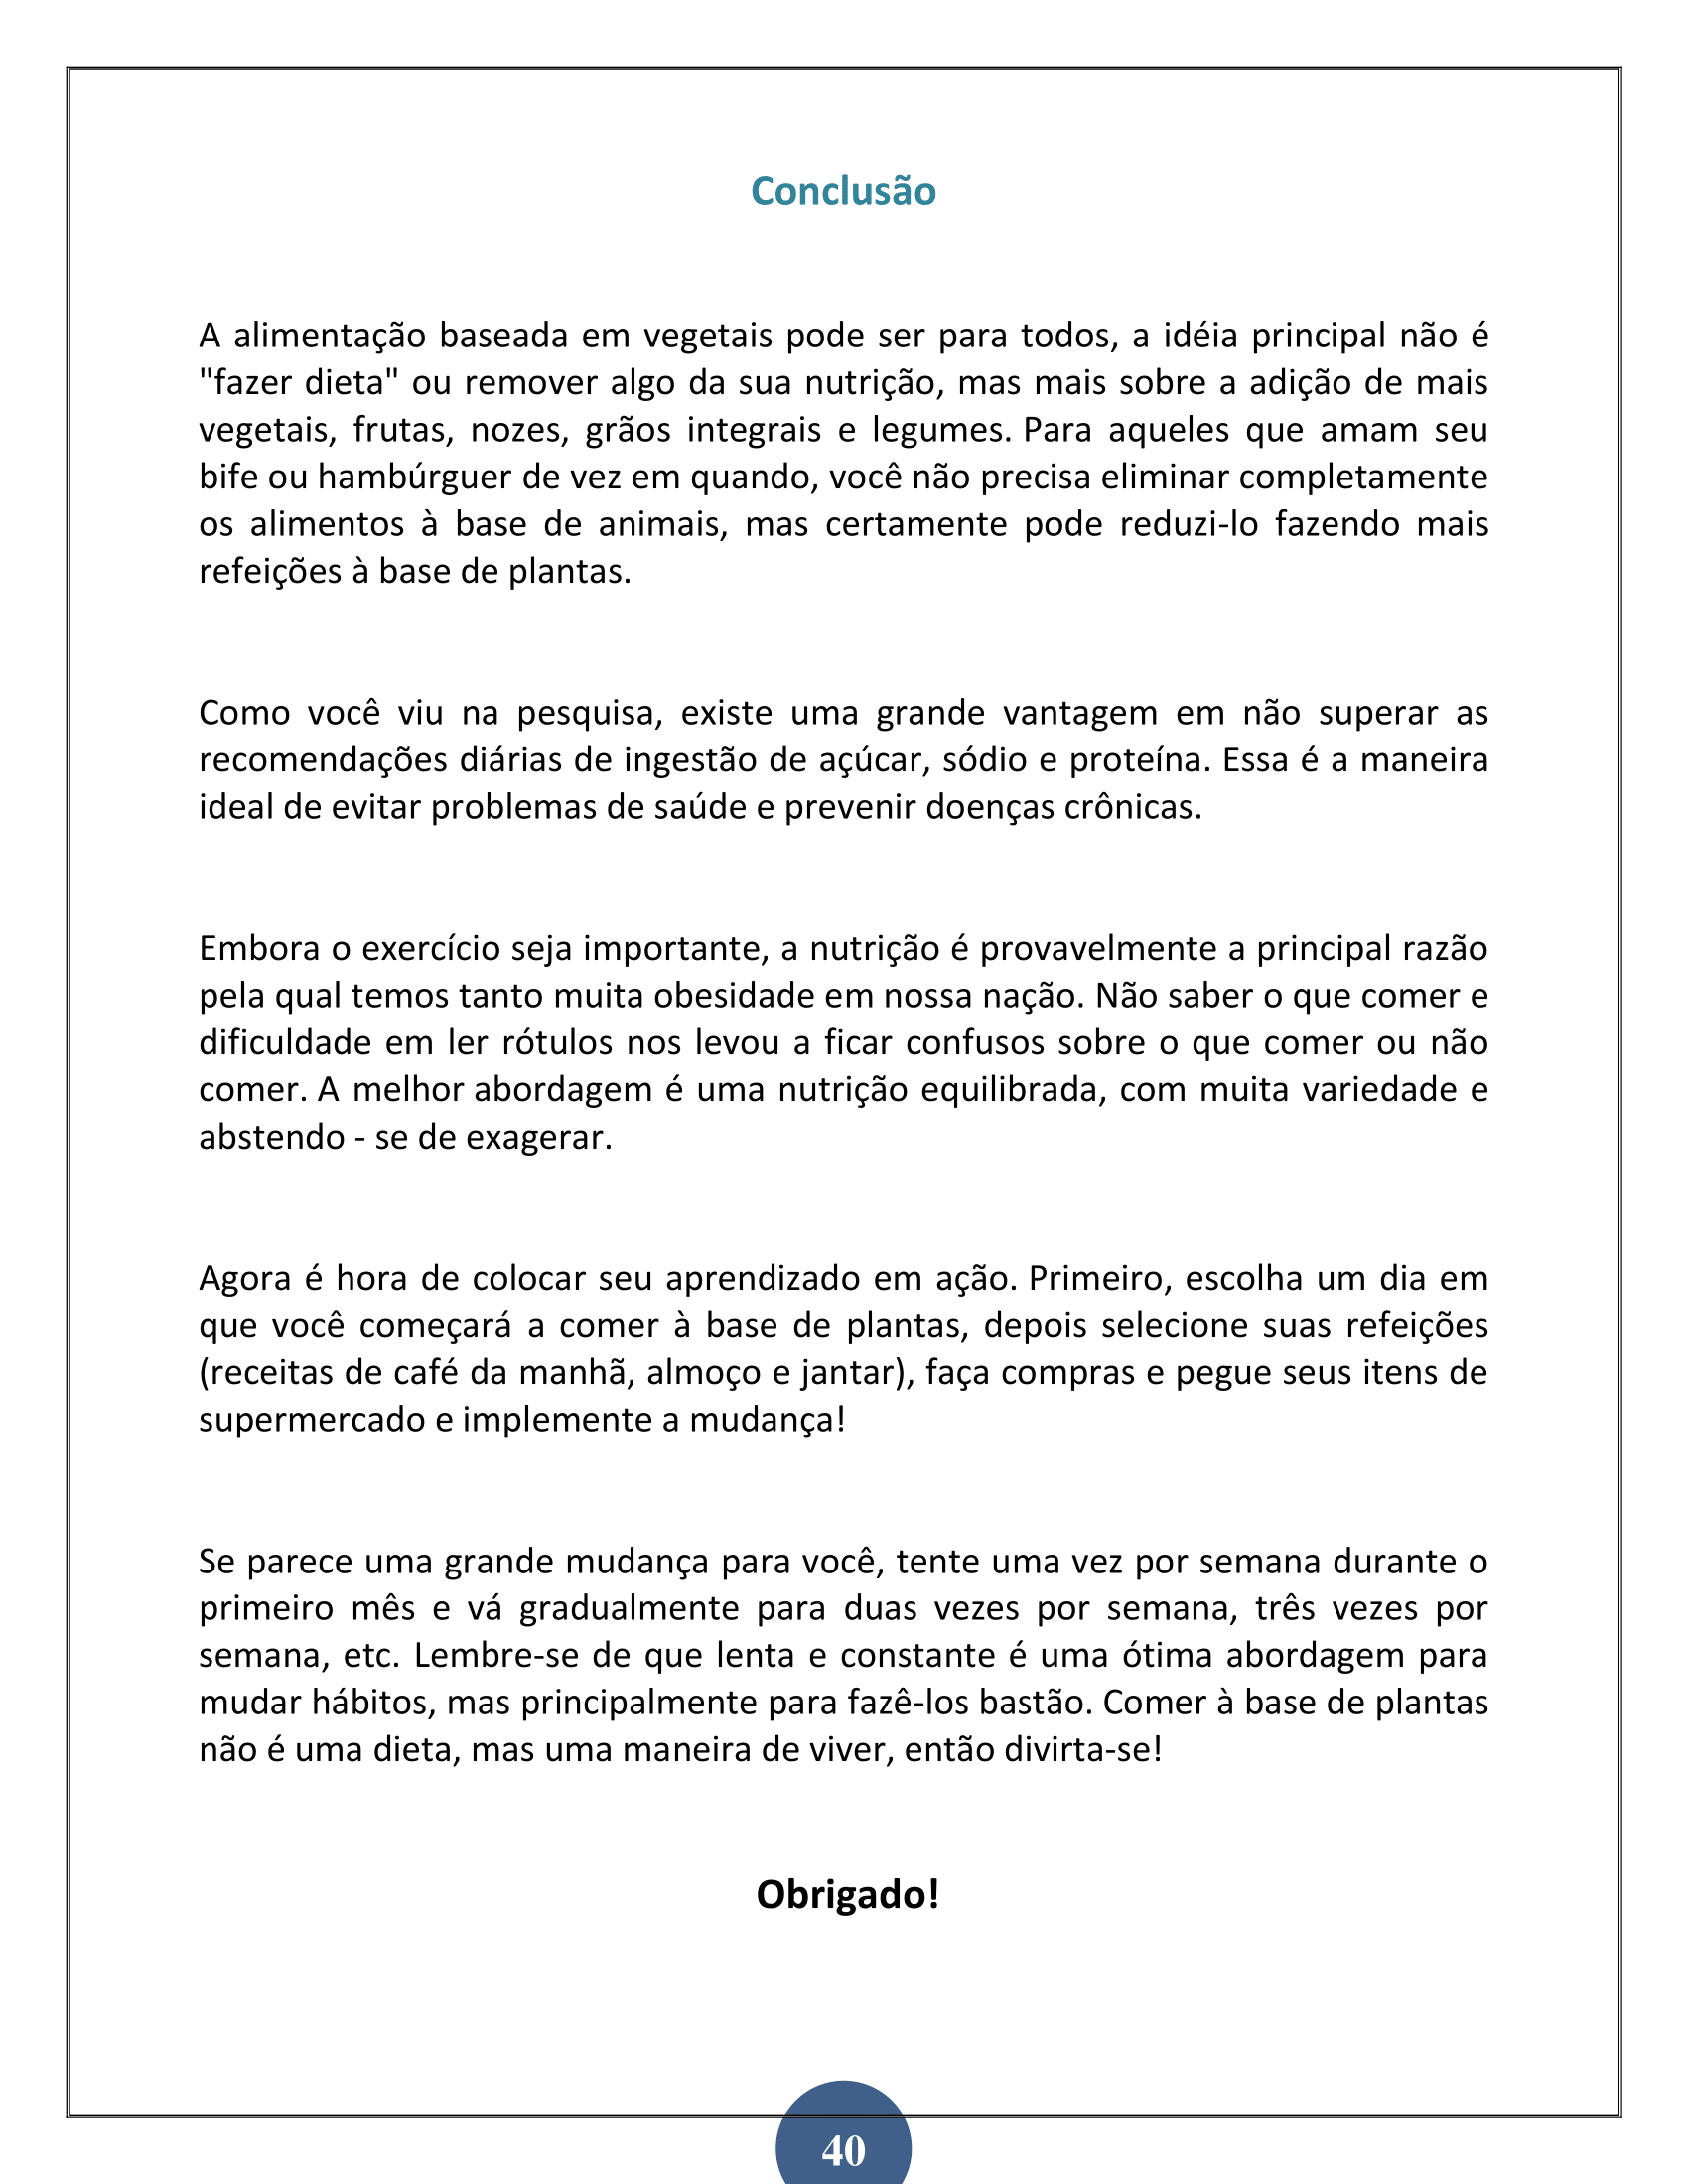 Conclusão
A alimentação baseada em vegetais pode ser para todos, a idéia principal não é
"fazer dieta" ou remover algo da sua nutrição, mas mais sobre a adição de mais
vegetais, frutas, nozes, grãos integrais e legumes. Para aqueles que amam seu
bife ou hambúrguer de vez em quando, você não precisa eliminar completamente
os alimentos à base de animais, mas certamente pode reduzi-lo fazendo mais
refeições à base de plantas.
Como você viu na pesquisa, existe uma grande vantagem em não superar as
recomendações diárias de ingestão de açúcar, sódio e proteína. Essa é a maneira
ideal de evitar problemas de saúde e prevenir doenças crônicas.
Embora o exercício seja importante, a nutrição é provavelmente a principal razão
pela qual temos tanto muita obesidade em nossa nação. Não saber o que comer e
dificuldade em ler rótulos nos levou a ficar confusos sobre o que comer ou não
comer. A melhor abordagem é uma nutrição equilibrada, com muita variedade e
abstendo - se de exagerar.
Agora é hora de colocar seu aprendizado em ação. Primeiro, escolha um dia em
que você começará a comer à base de plantas, depois selecione suas refeições
(receitas de café da manhã, almoço e jantar), faça compras e pegue seus itens de
supermercado e implemente a mudança!
Se parece uma grande mudança para você, tente uma vez por semana durante o
primeiro mês e vá gradualmente para duas vezes por semana, três vezes por
semana, etc. Lembre-se de que lenta e constante é uma ótima abordagem para
mudar hábitos, mas principalmente para fazê-los bastão. Comer à base de plantas
não é uma dieta, mas uma maneira de viver, então divirta-se!
Obrigado!
40